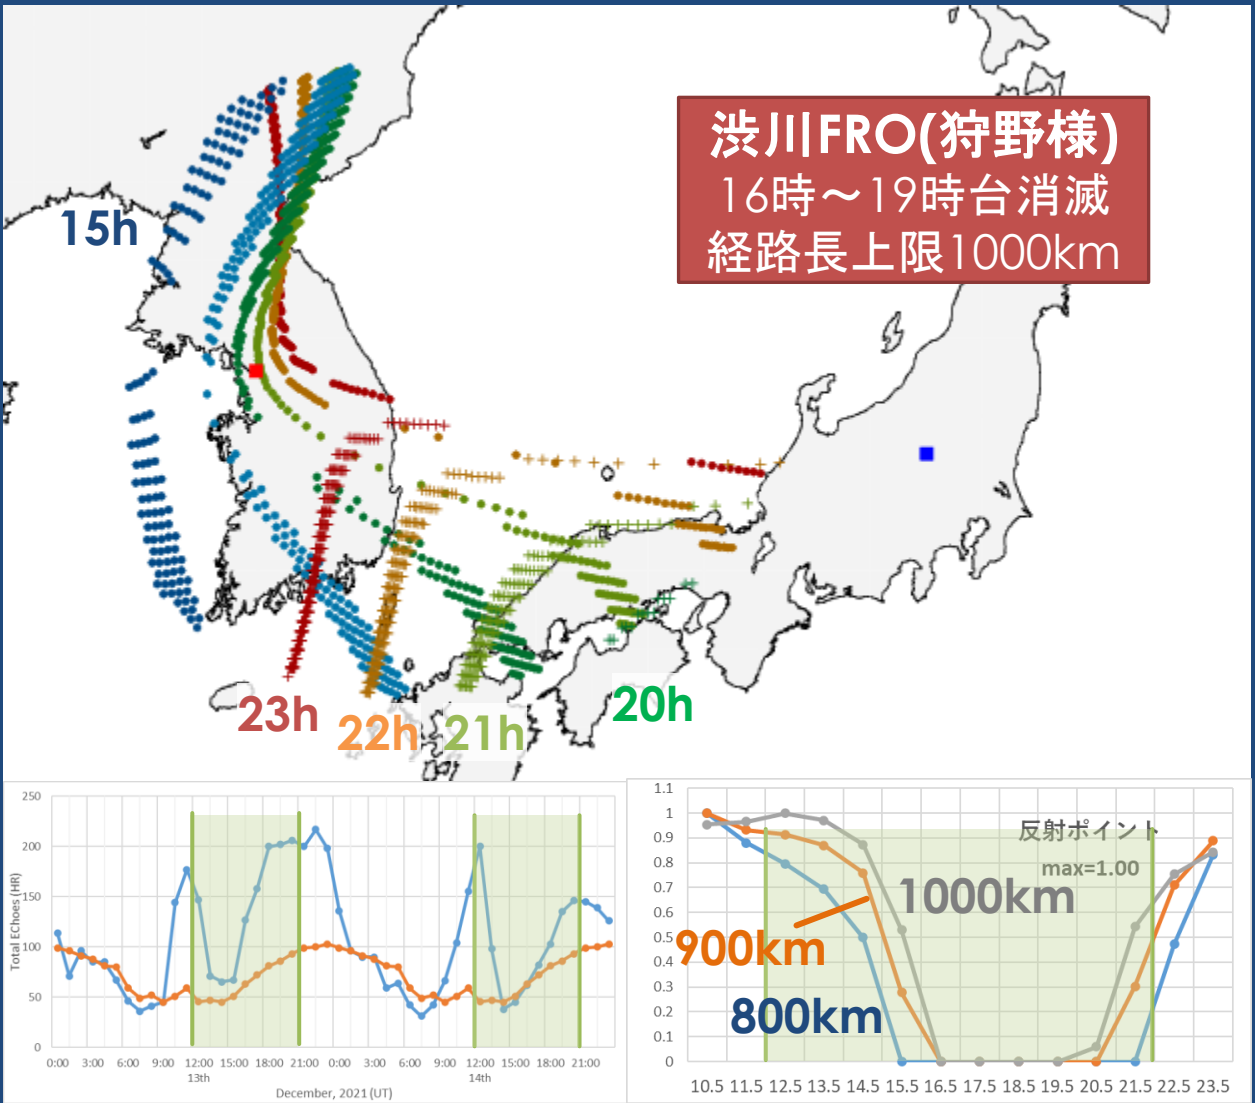 渋川FRO(狩野様)
16時～19時台消滅
経路長上限1000km
15h
23h
22h
21h
20h
250
200
150
100
50
0
Total EChoes (HR)
0:00 3:00 6:00 9:00 12:00 15:00 18:00 21:00 0:00 3:00 6:00 9:00 12:00 15:00 18:00 21:00
13th 14th
December, 2021 (UT)
1.1
1
0.9
0.8
0.7
0.6
0.5
0.4
0.3
0.2
0.1
0
反射ポイント
max=1.00
1000km
900km
800km
10.5 11.5 12.5 13.5 14.5 15.5 16.5 17.5 18.5 19.5 20.5 21.5 22.5 23.5